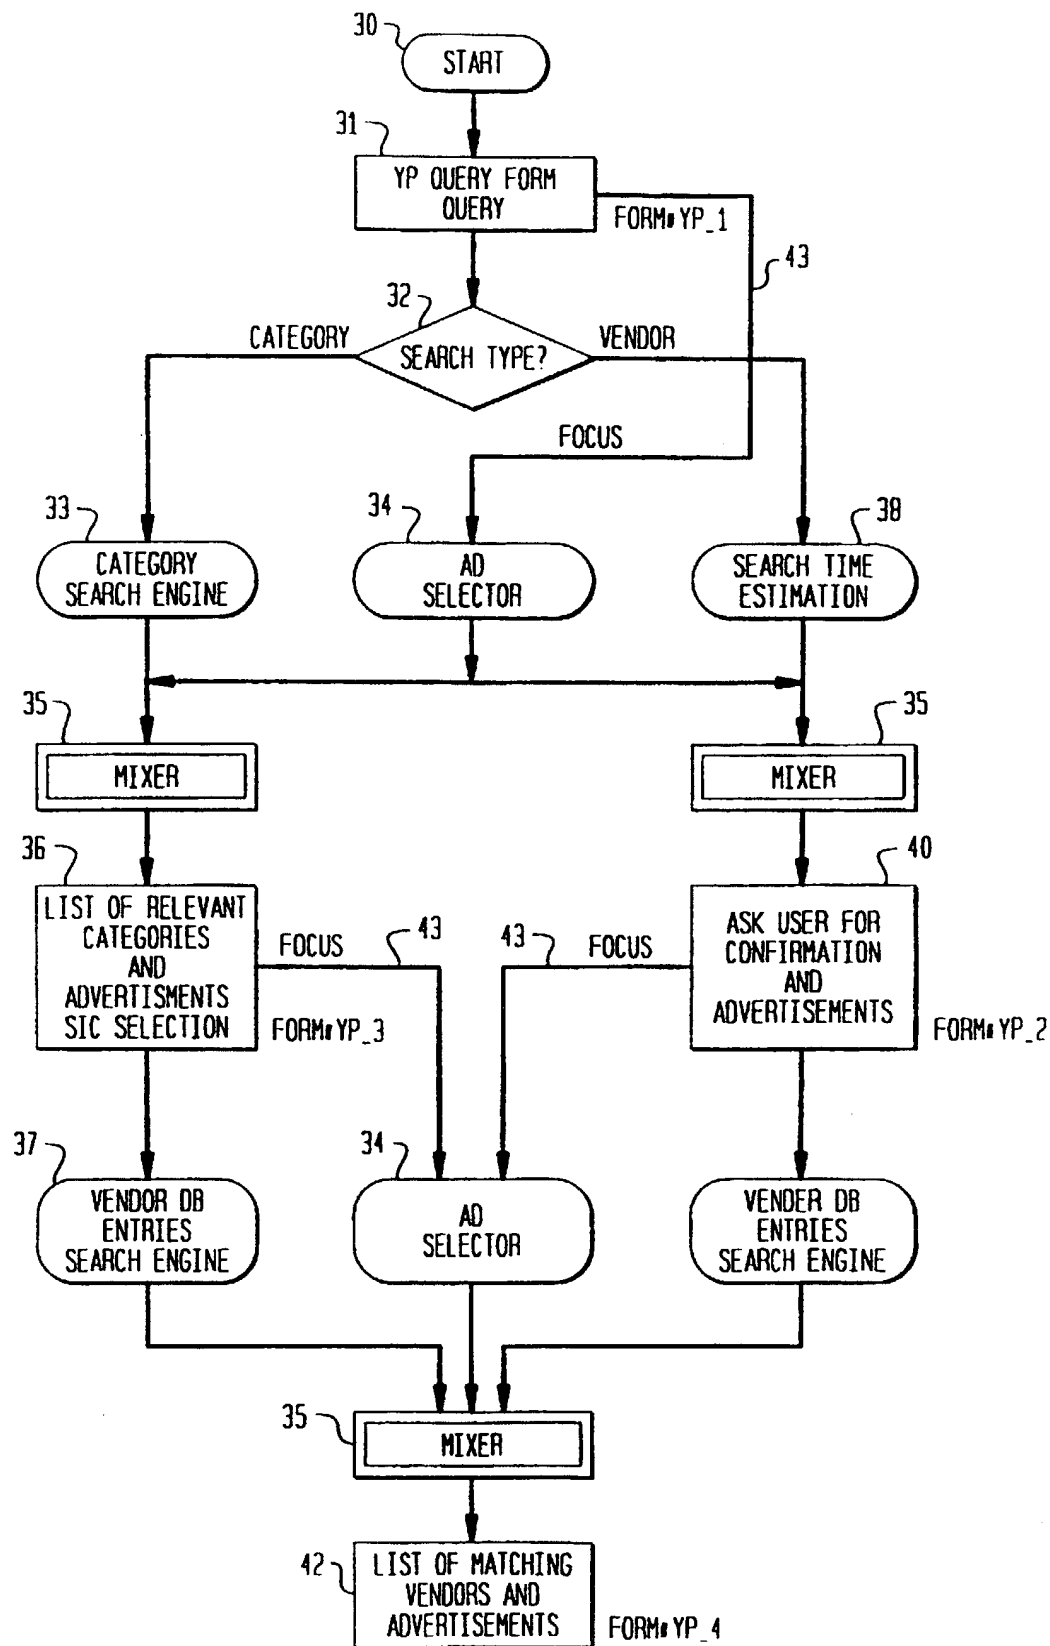 30
START
31
YP QUERY FORM
QUERY
FORM#YP_1
43
32
CATEGORY
SEARCH TYPE?
VENDOR
FOCUS
33
CATEGORY
SEARCH ENGINE
34
AD
SELECTOR
38
SEARCH TIME
ESTIMATION
35
MIXER
35
MIXER
36
LIST OF RELEVANT
CATEGORIES
AND
ADVERTISMENTS
SIC SELECTION
FOCUS
43
FORM#YP_3
43
FOCUS
40
ASK USER FOR
CONFIRMATION
AND
ADVERTISEMENTS
FORM#YP_2
37
VENDOR DB
ENTRIES
SEARCH ENGINE
34
AD
SELECTOR
VENDER DB
ENTRIES
SEARCH ENGINE
35
MIXER
42
LIST OF MATCHING
VENDORS AND
ADVERTISEMENTS
FORM#YP_4